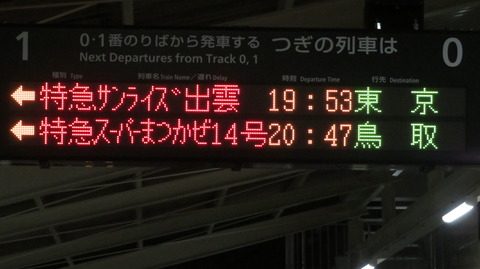 1 0·1番のりばから発車する つぎの列車は 0
Next Departures from Track 0, 1
種別 Type 列車名 Train Name / 遅れ Delay 時刻 Departure Time 行先 Destination
←特急ｻﾝﾗｲｽﾞ出雲 19:53東京
←特急ｽｰﾊﾟｰまつかぜ14号20:47鳥取